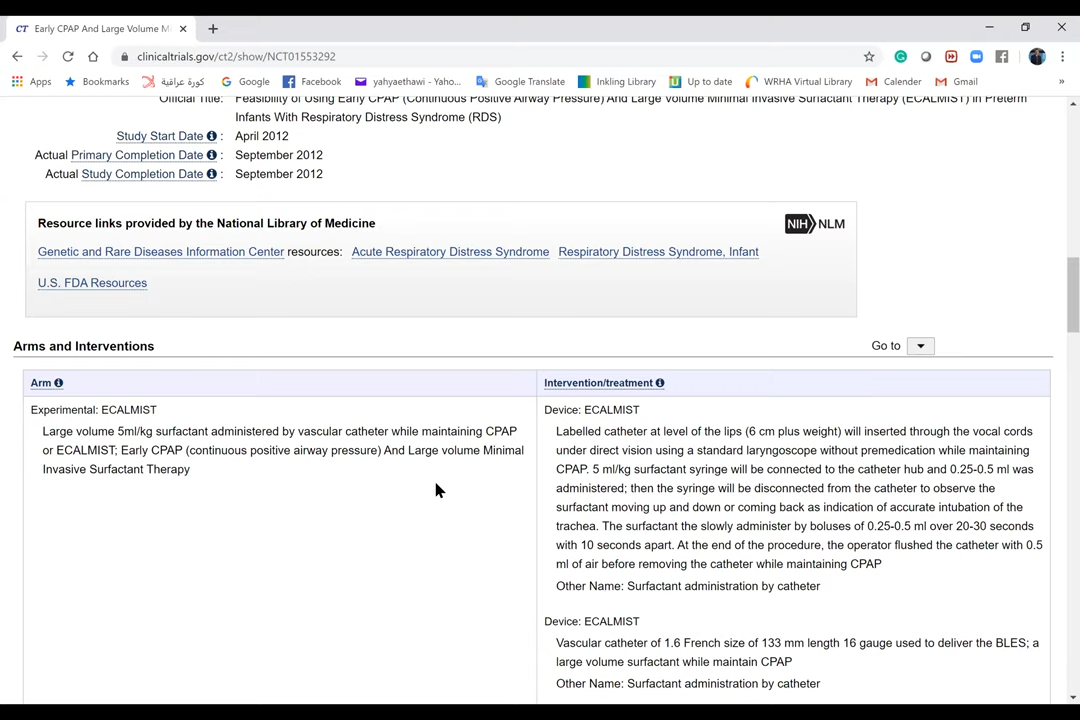 CT Early CPAP And Large Volume M
clinicaltrials.gov/ct2/show/NCT01553292
Apps Bookmarks كورة عراقية Google Facebook yahyaethawi - Yaho... Google Translate Inkling Library Up to date WRHA Virtual Library Calender Gmail »
Official Title: Feasibility of Using Early CPAP (Continuous Positive Airway Pressure) And Large Volume Minimal Invasive Surfactant Therapy (ECALMIST) in Preterm
Infants With Respiratory Distress Syndrome (RDS)
Study Start Date : April 2012
Actual Primary Completion Date : September 2012
Actual Study Completion Date : September 2012
Resource links provided by the National Library of Medicine
NIH NLM
Genetic and Rare Diseases Information Center resources: Acute Respiratory Distress Syndrome Respiratory Distress Syndrome, Infant
U.S. FDA Resources
Arms and Interventions
Go to
Arm
Intervention/treatment
Experimental: ECALMIST
Large volume 5ml/kg surfactant administered by vascular catheter while maintaining CPAP
or ECALMIST; Early CPAP (continuous positive airway pressure) And Large volume Minimal
Invasive Surfactant Therapy
Device: ECALMIST
Labelled catheter at level of the lips (6 cm plus weight) will inserted through the vocal cords
under direct vision using a standard laryngoscope without premedication while maintaining
CPAP. 5 ml/kg surfactant syringe will be connected to the catheter hub and 0.25-0.5 ml was
administered; then the syringe will be disconnected from the catheter to observe the
surfactant moving up and down or coming back as indication of accurate intubation of the
trachea. The surfactant the slowly administer by boluses of 0.25-0.5 ml over 20-30 seconds
with 10 seconds apart. At the end of the procedure, the operator flushed the catheter with 0.5
ml of air before removing the catheter while maintaining CPAP
Other Name: Surfactant administration by catheter
Device: ECALMIST
Vascular catheter of 1.6 French size of 133 mm length 16 gauge used to deliver the BLES; a
large volume surfactant while maintain CPAP
Other Name: Surfactant administration by catheter